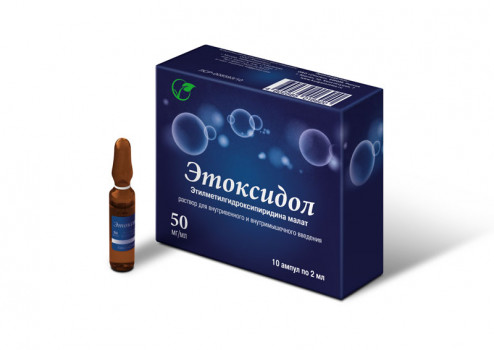 Этоксидол
Этилметилгидроксипиридина малат
раствор для внутривенного и внутримышечного введения
50
мг/мл
10 ампул по 2 мл